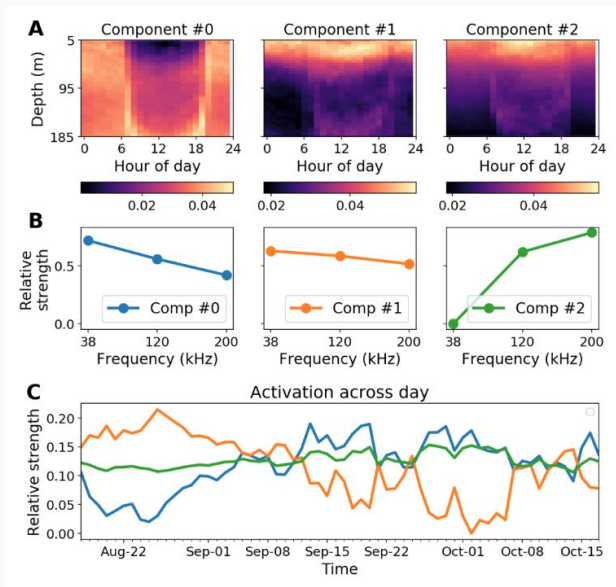 A
Component #0 Component #1 Component #2
5
95
185
Depth (m)
0 6 12 18 24 0 6 12 18 24 0 6 12 18 24
Hour of day Hour of day Hour of day
0.02 0.04 0.02 0.04 0.02 0.04
B
0.5
0.0
Relative
strength
Comp #0 Comp #1 Comp #2
38 120 200 38 120 200 38 120 200
Frequency (kHz) Frequency (kHz) Frequency (kHz)
C
Activation across day
0.20
0.15
0.10
0.05
0.00
Relative strength
Aug-22 Sep-01 Sep-08 Sep-15 Sep-22 Oct-01 Oct-08 Oct-15
Time